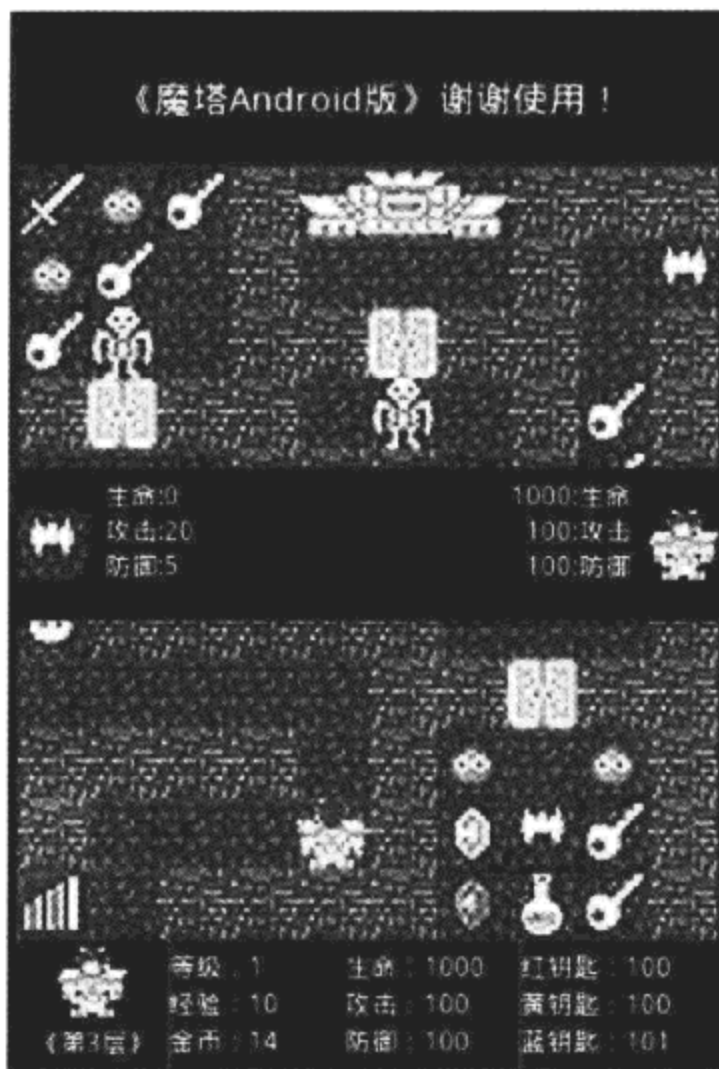 《魔塔Android版》谢谢使用！
生命:0
攻击:20
防御:5
1000:生命
100:攻击
100:防御
等级：1
生命：1000
红钥匙：100
经验：10
攻击：100
黄钥匙：100
《第3层》
金币：14
防御：100
蓝钥匙：101